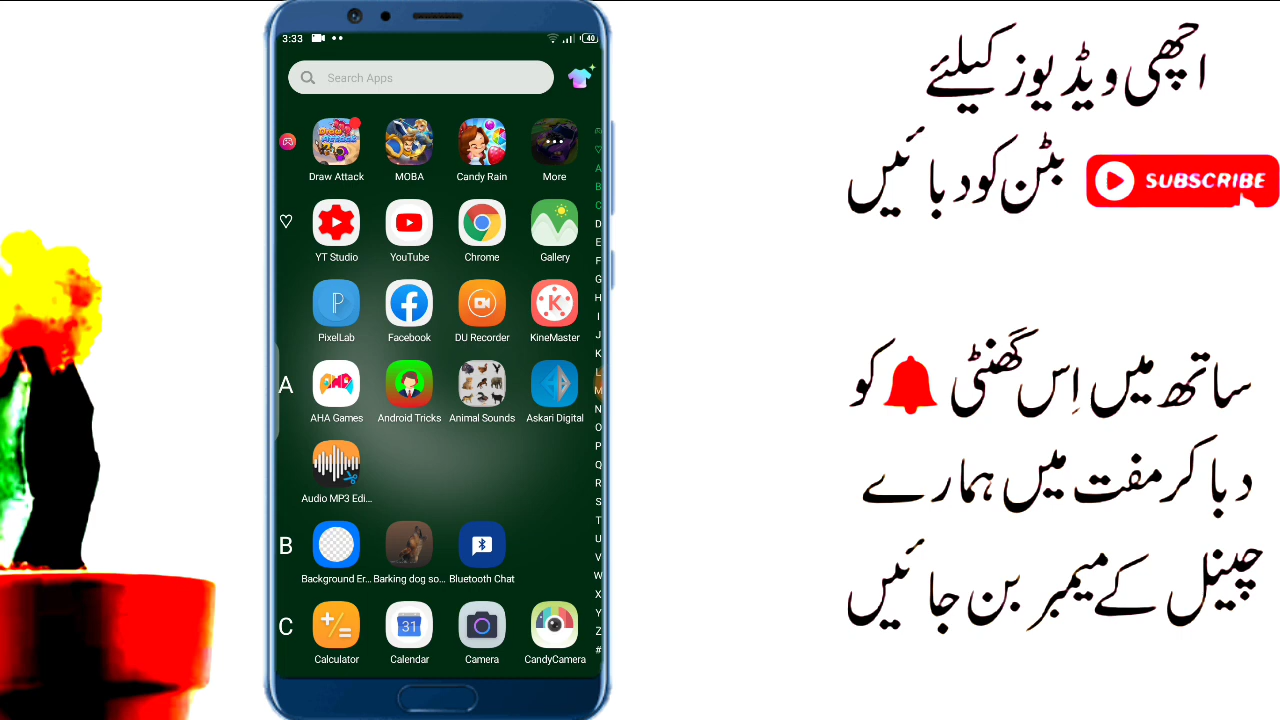 3:33
40
Search Apps
Draw Attack MOBA Candy Rain More
YT Studio YouTube Chrome Gallery
PixelLab Facebook DU Recorder KineMaster
A
AHA Games Android Tricks Animal Sounds Askari Digital
Audio MP3 Edi...
B
Background Er... Barking dog so... Bluetooth Chat
C
31
Calculator Calendar Camera CandyCamera
A
B
C
D
E
F
G
H
I
J
K
L
M
N
O
P
Q
R
S
T
U
V
W
X
Y
Z
#
اچھی ویڈیوز کیلئے
SUBSCRIBE بٹن کو دبائیں
ساتھ میں اِس گھنٹی کو
دبا کر مفت میں ہمارے
چینل کے میمبر بن جائیں